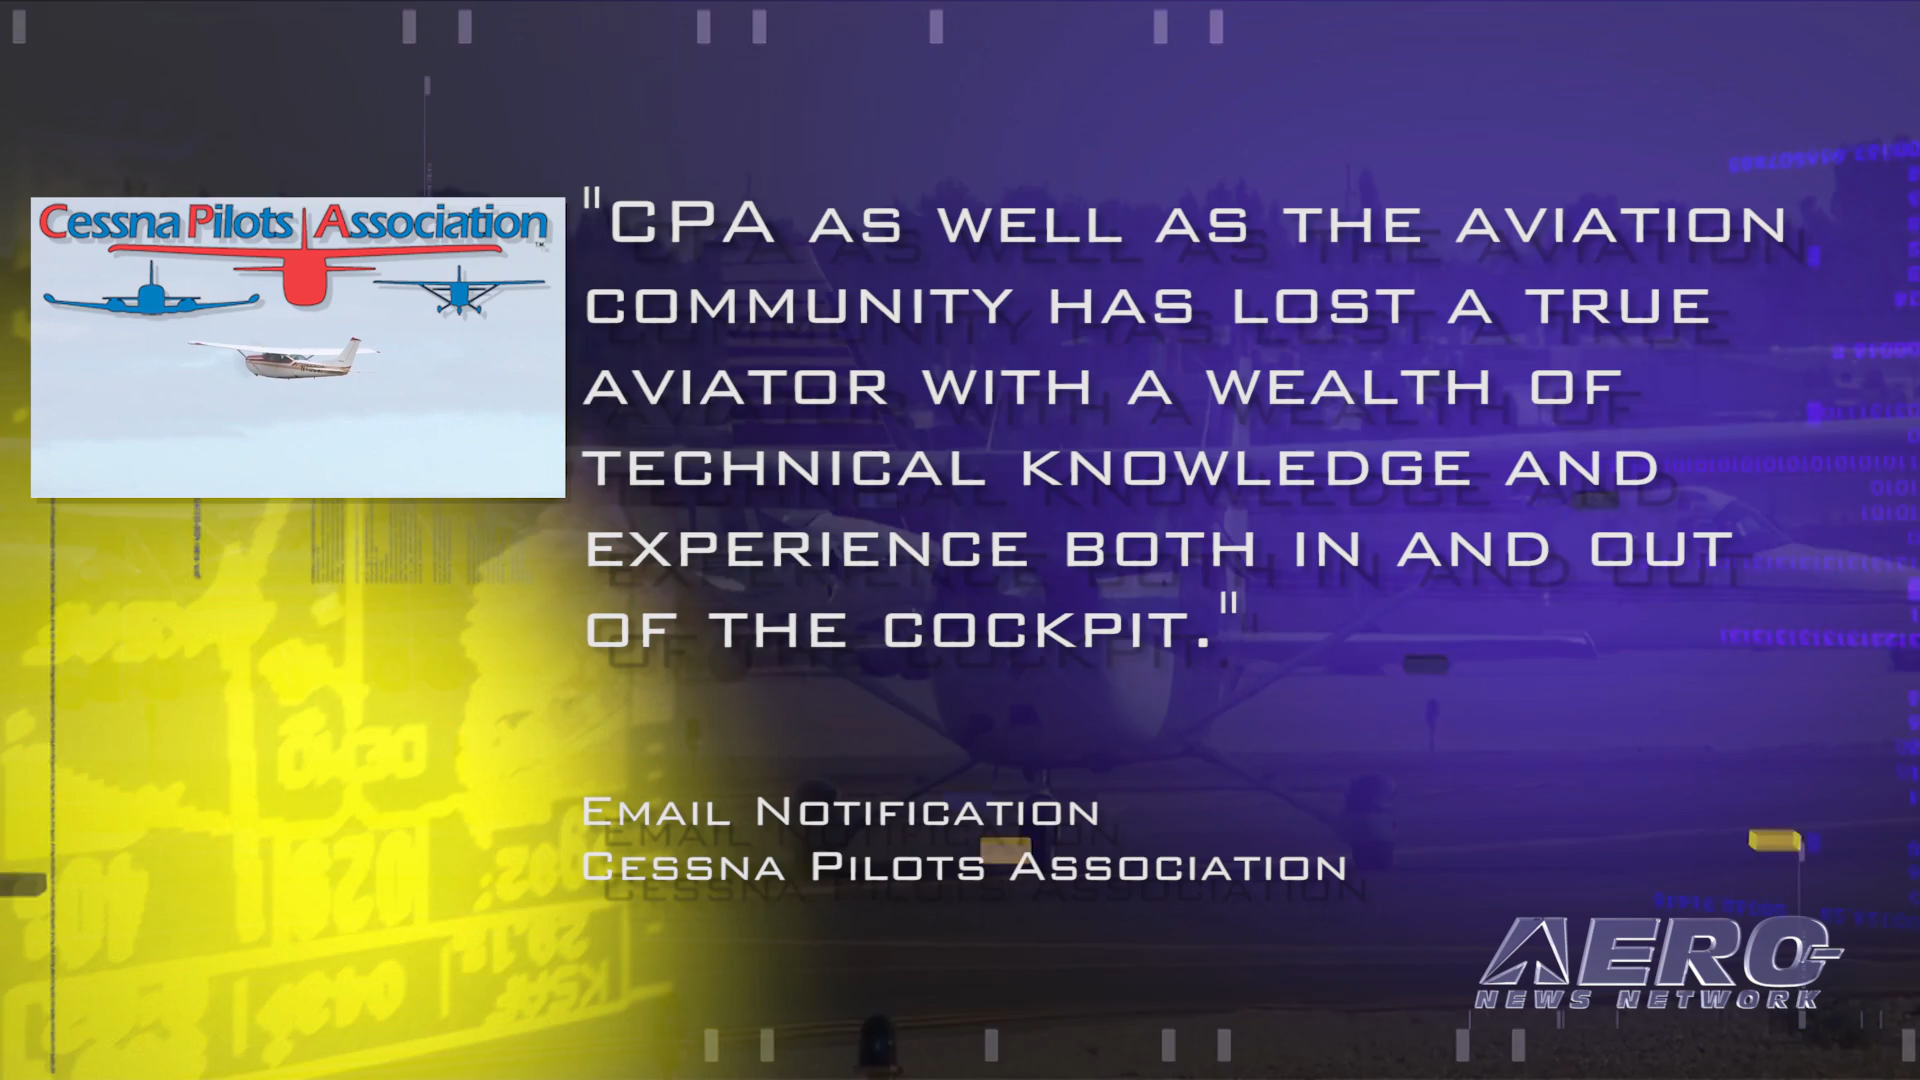 Cessna Pilots Association
"CPA AS WELL AS THE AVIATION
COMMUNITY HAS LOST A TRUE
AVIATOR WITH A WEALTH OF
TECHNICAL KNOWLEDGE AND
EXPERIENCE BOTH IN AND OUT
OF THE COCKPIT."
EMAIL NOTIFICATION
CESSNA PILOTS ASSOCIATION
AERO-
NEWS NETWORK